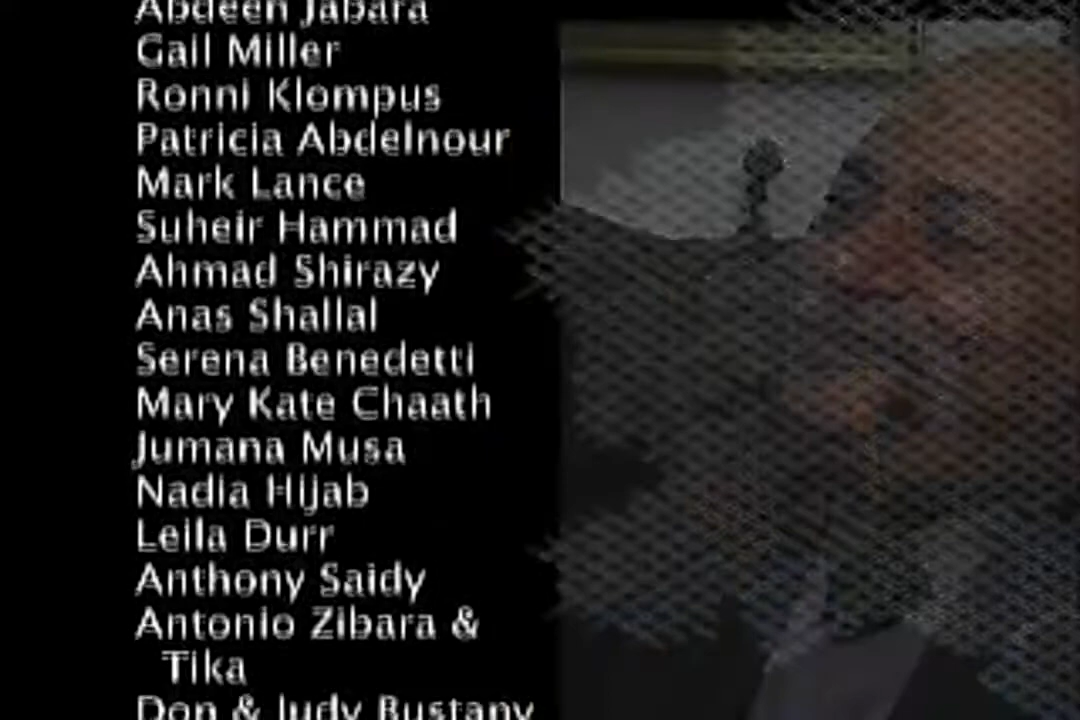 Abdeen Jabara
Gail Miller
Ronni Klompus
Patricia Abdelnour
Mark Lance
Suheir Hammad
Ahmad Shirazy
Anas Shallal
Serena Benedetti
Mary Kate Chaath
Jumana Musa
Nadia Hijab
Leila Durr
Anthony Saidy
Antonio Zibara &
Tika
Don & Judy Bustany